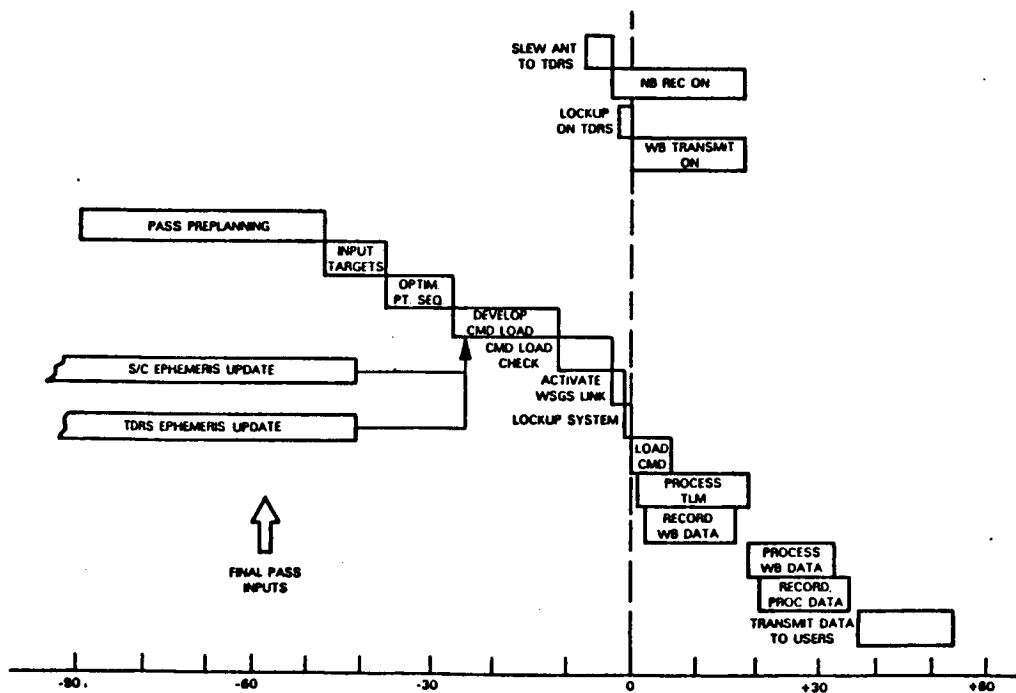 SLEW ANT
TO TDRS
NB REC ON
LOCKUP
ON TDRS
WB TRANSMIT
ON
PASS PREPLANNING
INPUT
TARGETS
OPTIM.
PT. SEQ
DEVELOP
CMD LOAD
CMD LOAD
CHECK
S/C EPHEMERIS UPDATE
ACTIVATE
WSGS LINK
LOCKUP SYSTEM
TDRS EPHEMERIS UPDATE
LOAD
CMD
PROCESS
TLM
RECORD
WB DATA
FINAL PASS
INPUTS
PROCESS
WB DATA
RECORD,
PROC DATA
TRANSMIT DATA
TO USERS
-90 -60 -30 0 +30 +60